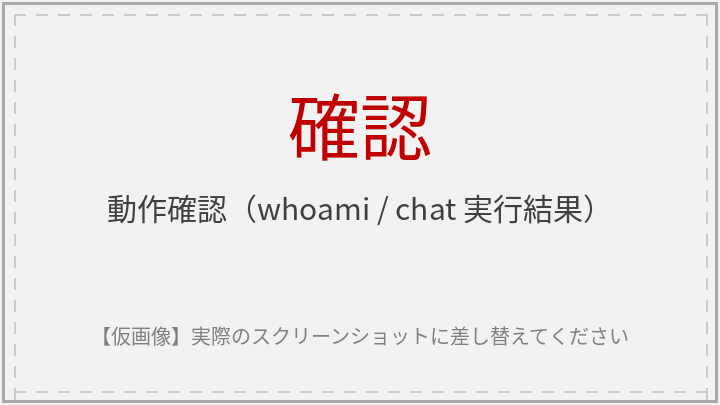 確認
動作確認（whoami / chat 実行結果）
【仮画像】実際のスクリーンショットに差し替えてください